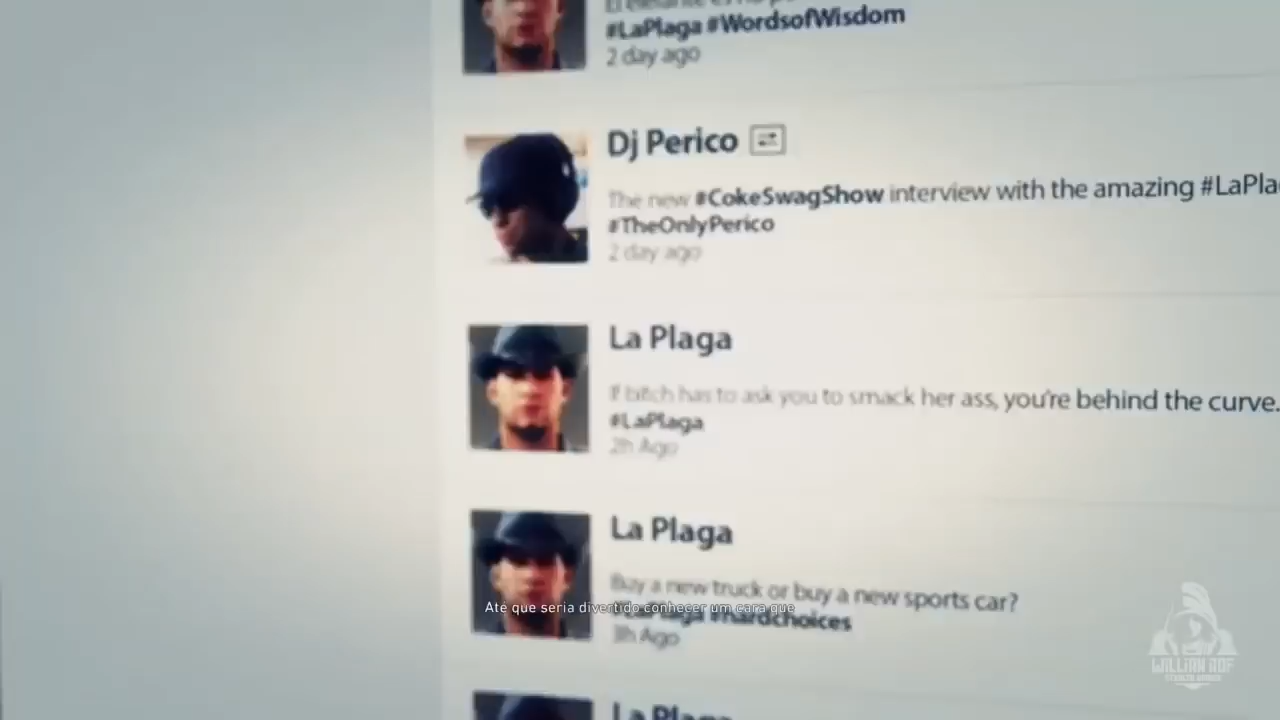 #LaPlaga #WordsofWisdom
2 day ago
Dj Perico
The new #CokeSwagShow interview with the amazing #LaPla
#TheOnlyPerico
2 day ago
La Plaga
If bitch has to ask you to smack her ass, you're behind the curve.
#LaPlaga
2h Ago
La Plaga
Buy a new truck or buy a new sports car?
Até que seria divertido conhecer um cara que
#LaPlaga #hardchoices
3h Ago
La Plaga
WILLIAN ROF